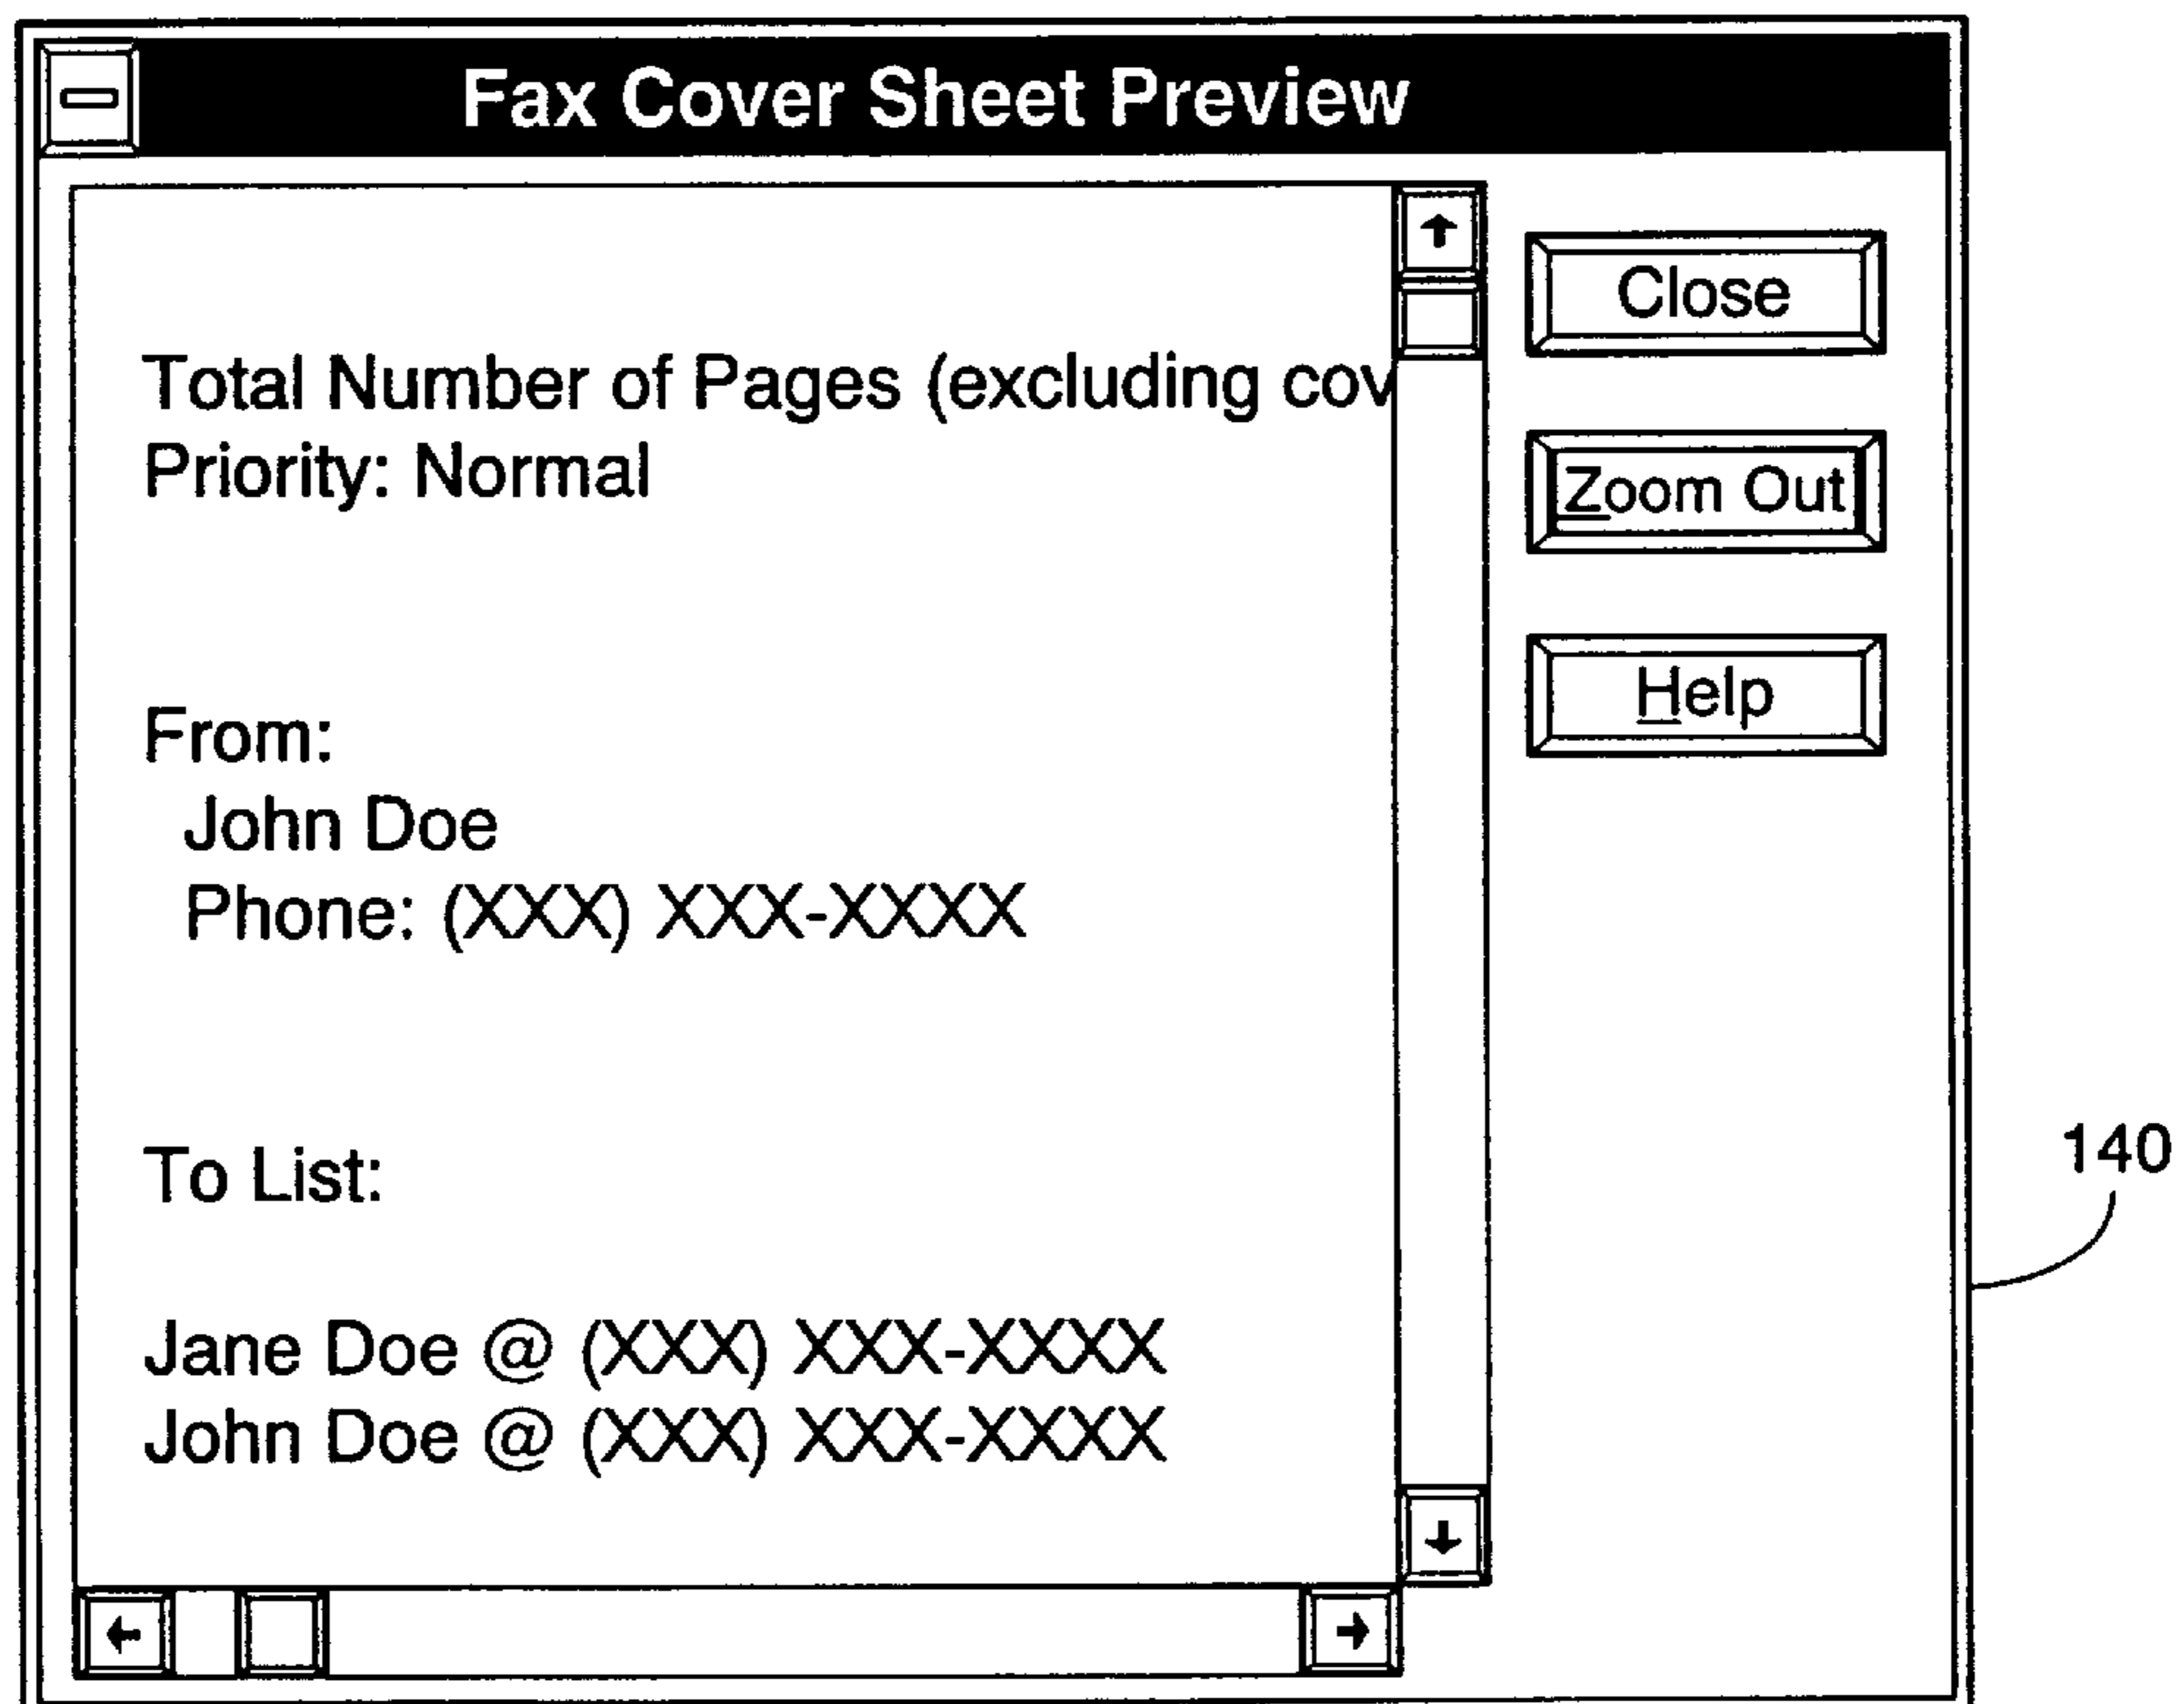 Fax Cover Sheet Preview
Total Number of Pages (excluding cov
Priority: Normal
From:
John Doe
Phone: (XXX) XXX-XXXX
To List:
Jane Doe @ (XXX) XXX-XXXX
John Doe @ (XXX) XXX-XXXX
Close
Zoom Out
Help
140